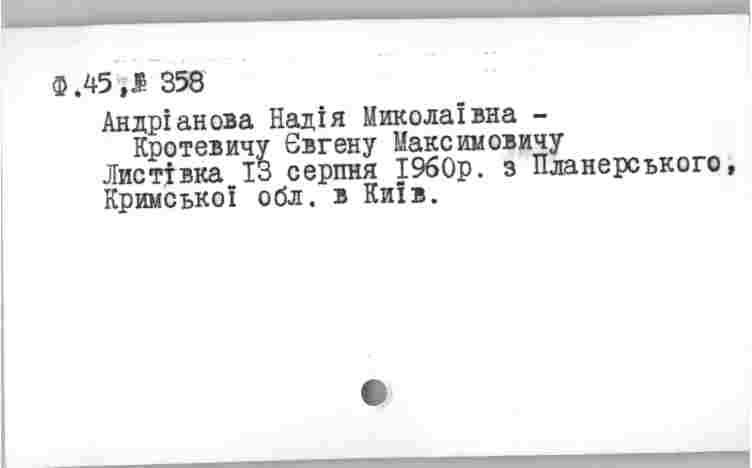 Ф.45,№ 358
Андріанова Надія Миколаївна -
Кротевичу Євгену Максимовичу
Листівка 13 серпня 1960р. з Планерського,
Кримської обл. в Київ.